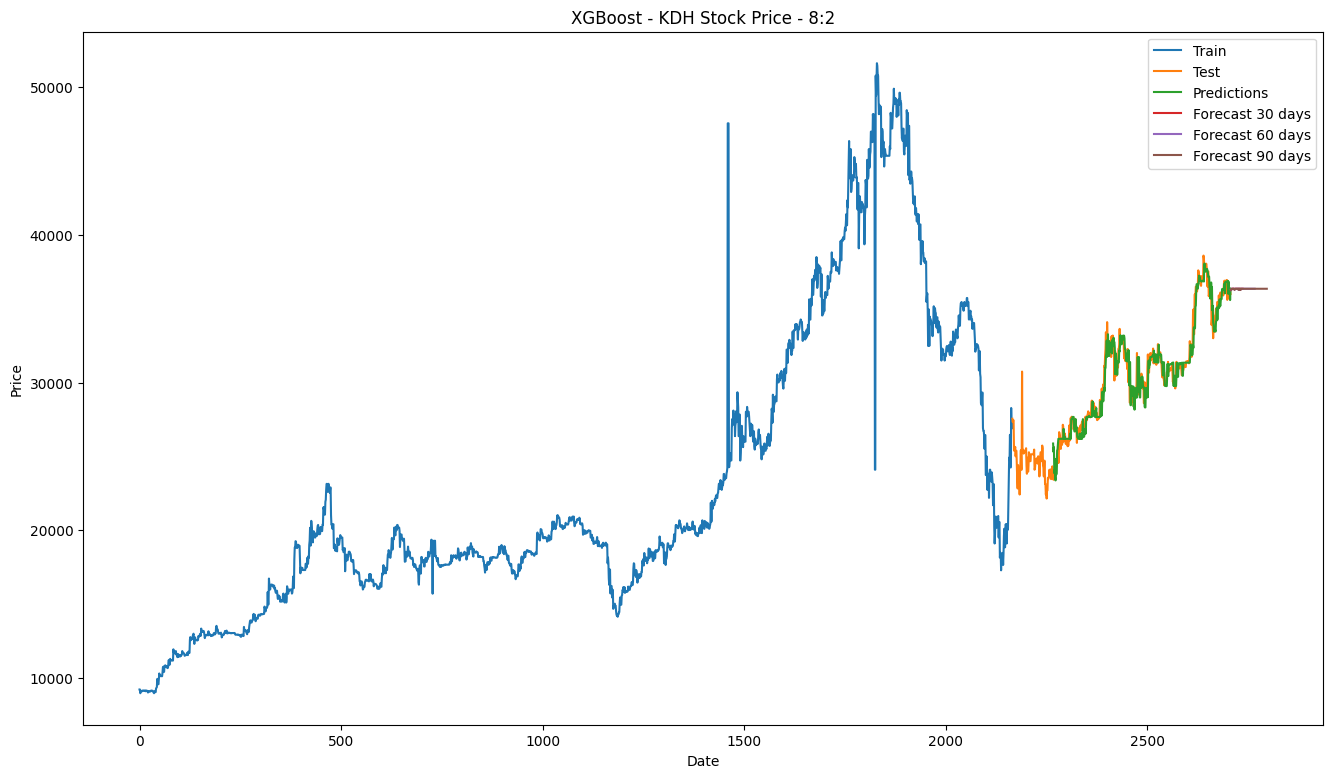 XGBoost - KDH Stock Price - 8:2
Train
Test
Predictions
Forecast 30 days
Forecast 60 days
Forecast 90 days
50000
40000
30000
20000
10000
Price
0 500 1000 1500 2000 2500
Date